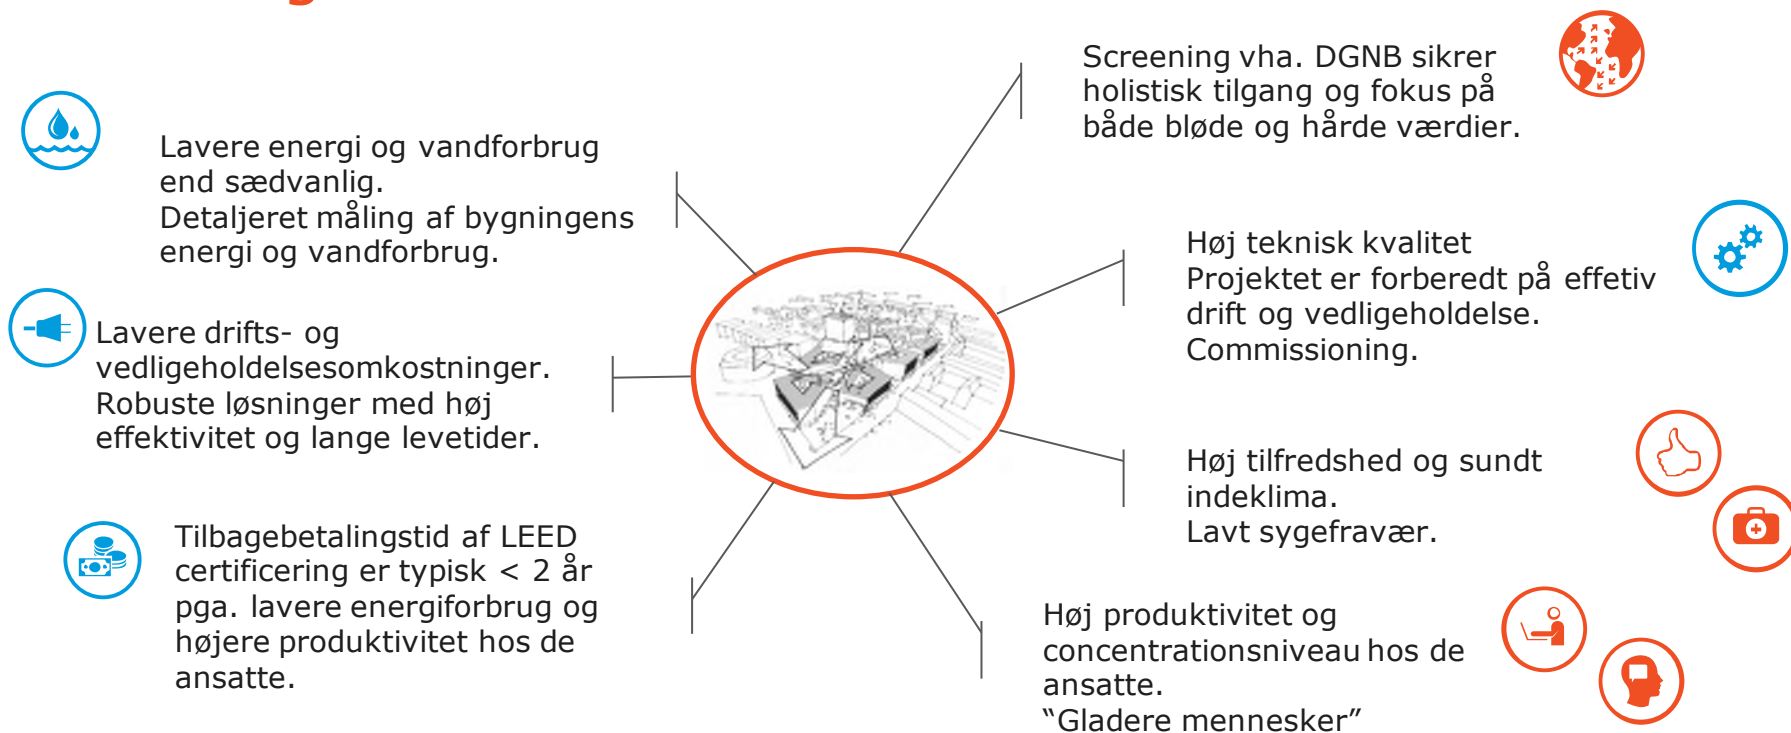 Lavere energi og vandforbrug
end sædvanlig.
Detaljeret måling af bygningens
energi og vandforbrug.
Lavere drifts- og
vedligeholdelsesomkostninger.
Robuste løsninger med høj
effektivitet og lange levetider.
Tilbagebetalingstid af LEED
certificering er typisk < 2 år
pga. lavere energiforbrug og
højere produktivitet hos de
ansatte.
Screening vha. DGNB sikrer
holistisk tilgang og fokus på
både bløde og hårde værdier.
Høj teknisk kvalitet
Projektet er forberedt på effetiv
drift og vedligeholdelse.
Commissioning.
Høj tilfredshed og sundt
indeklima.
Lavt sygefravær.
Høj produktivitet og
concentrationsniveau hos de
ansatte.
“Gladere mennesker”